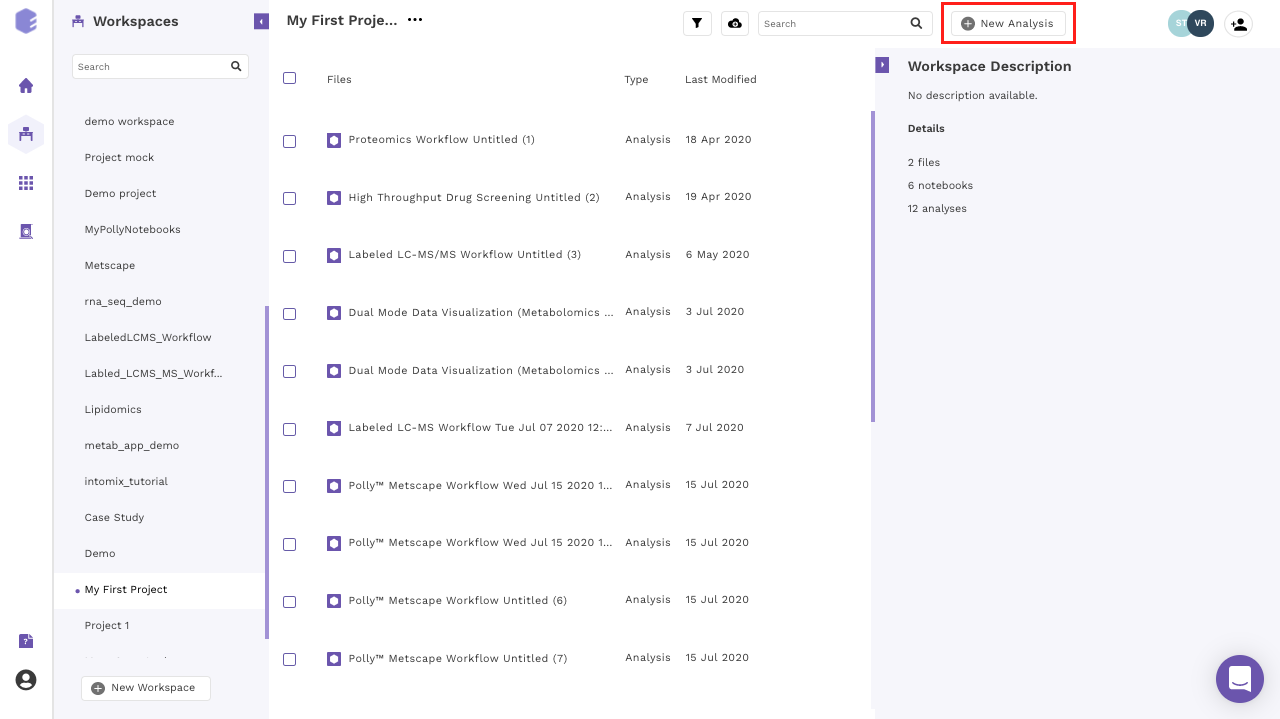 Workspaces
My First Proje... •••
Search
New Analysis
ST
VR
Search
demo workspace
Project mock
Demo project
MyPollyNotebooks
Metscape
rna_seq_demo
LabeledLCMS_Workflow
Labled_LCMS_MS_Workf...
Lipidomics
metab_app_demo
intomix_tutorial
Case Study
Demo
My First Project
Project 1
New Workspace
Files Type Last Modified
Proteomics Workflow Untitled (1) Analysis 18 Apr 2020
High Throughput Drug Screening Untitled (2) Analysis 19 Apr 2020
Labeled LC-MS/MS Workflow Untitled (3) Analysis 6 May 2020
Dual Mode Data Visualization (Metabolomics ... Analysis 3 Jul 2020
Dual Mode Data Visualization (Metabolomics ... Analysis 3 Jul 2020
Labeled LC-MS Workflow Tue Jul 07 2020 12:... Analysis 7 Jul 2020
Polly™ Metscape Workflow Wed Jul 15 2020 1... Analysis 15 Jul 2020
Polly™ Metscape Workflow Wed Jul 15 2020 1... Analysis 15 Jul 2020
Polly™ Metscape Workflow Untitled (6) Analysis 15 Jul 2020
Polly™ Metscape Workflow Untitled (7) Analysis 15 Jul 2020
Workspace Description
No description available.
Details
2 files
6 notebooks
12 analyses